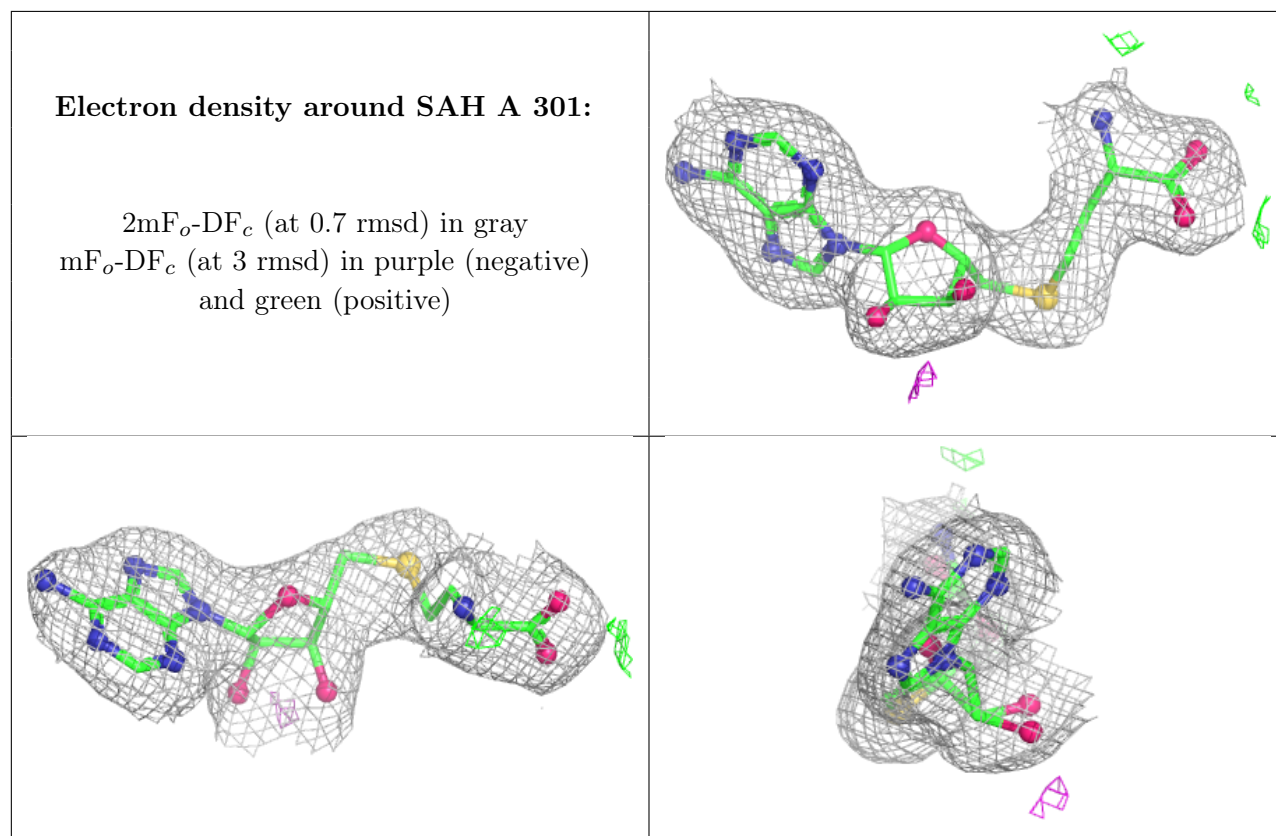 Electron density around SAH A 301:
2mFo-DFc (at 0.7 rmsd) in gray
mFo-DFc (at 3 rmsd) in purple (negative)
and green (positive)